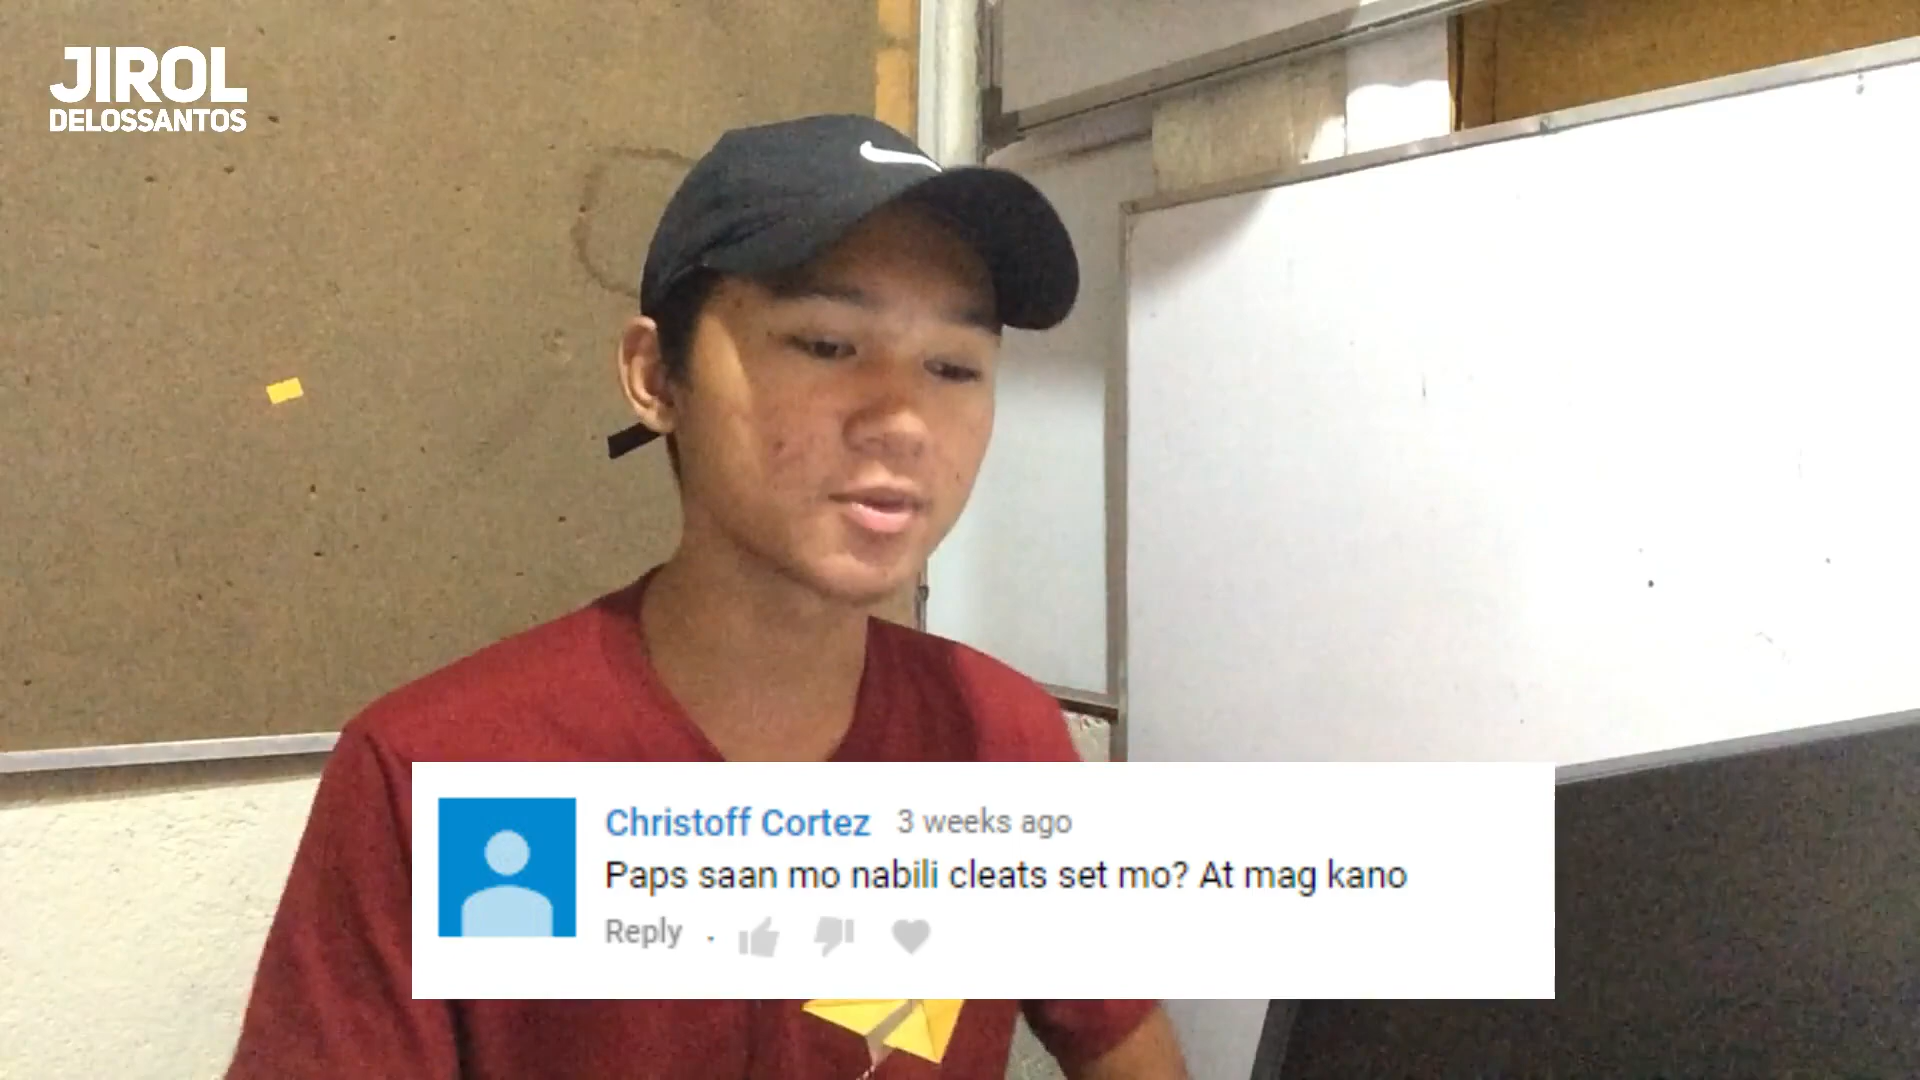 JIROL
DELOSSANTOS
Christoff Cortez 3 weeks ago
Paps saan mo nabili cleats set mo? At mag kano
Reply